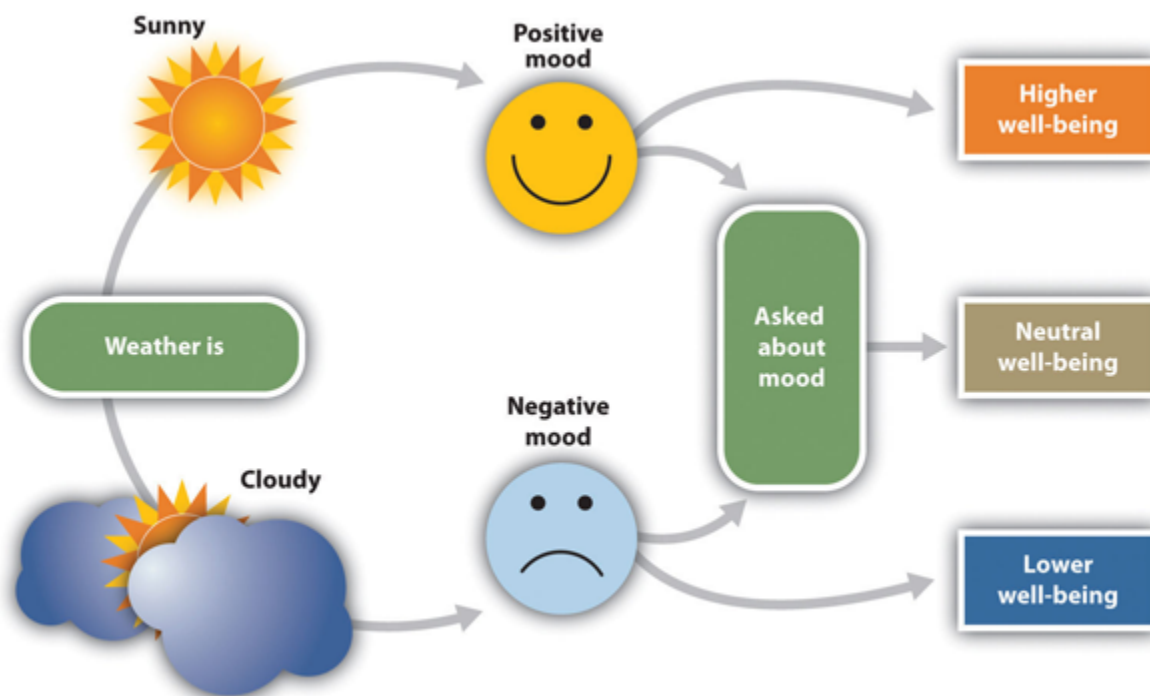 Sunny
Positive
mood
Higher
well-being
Weather is
Asked
about
mood
Neutral
well-being
Negative
mood
Cloudy
Lower
well-being